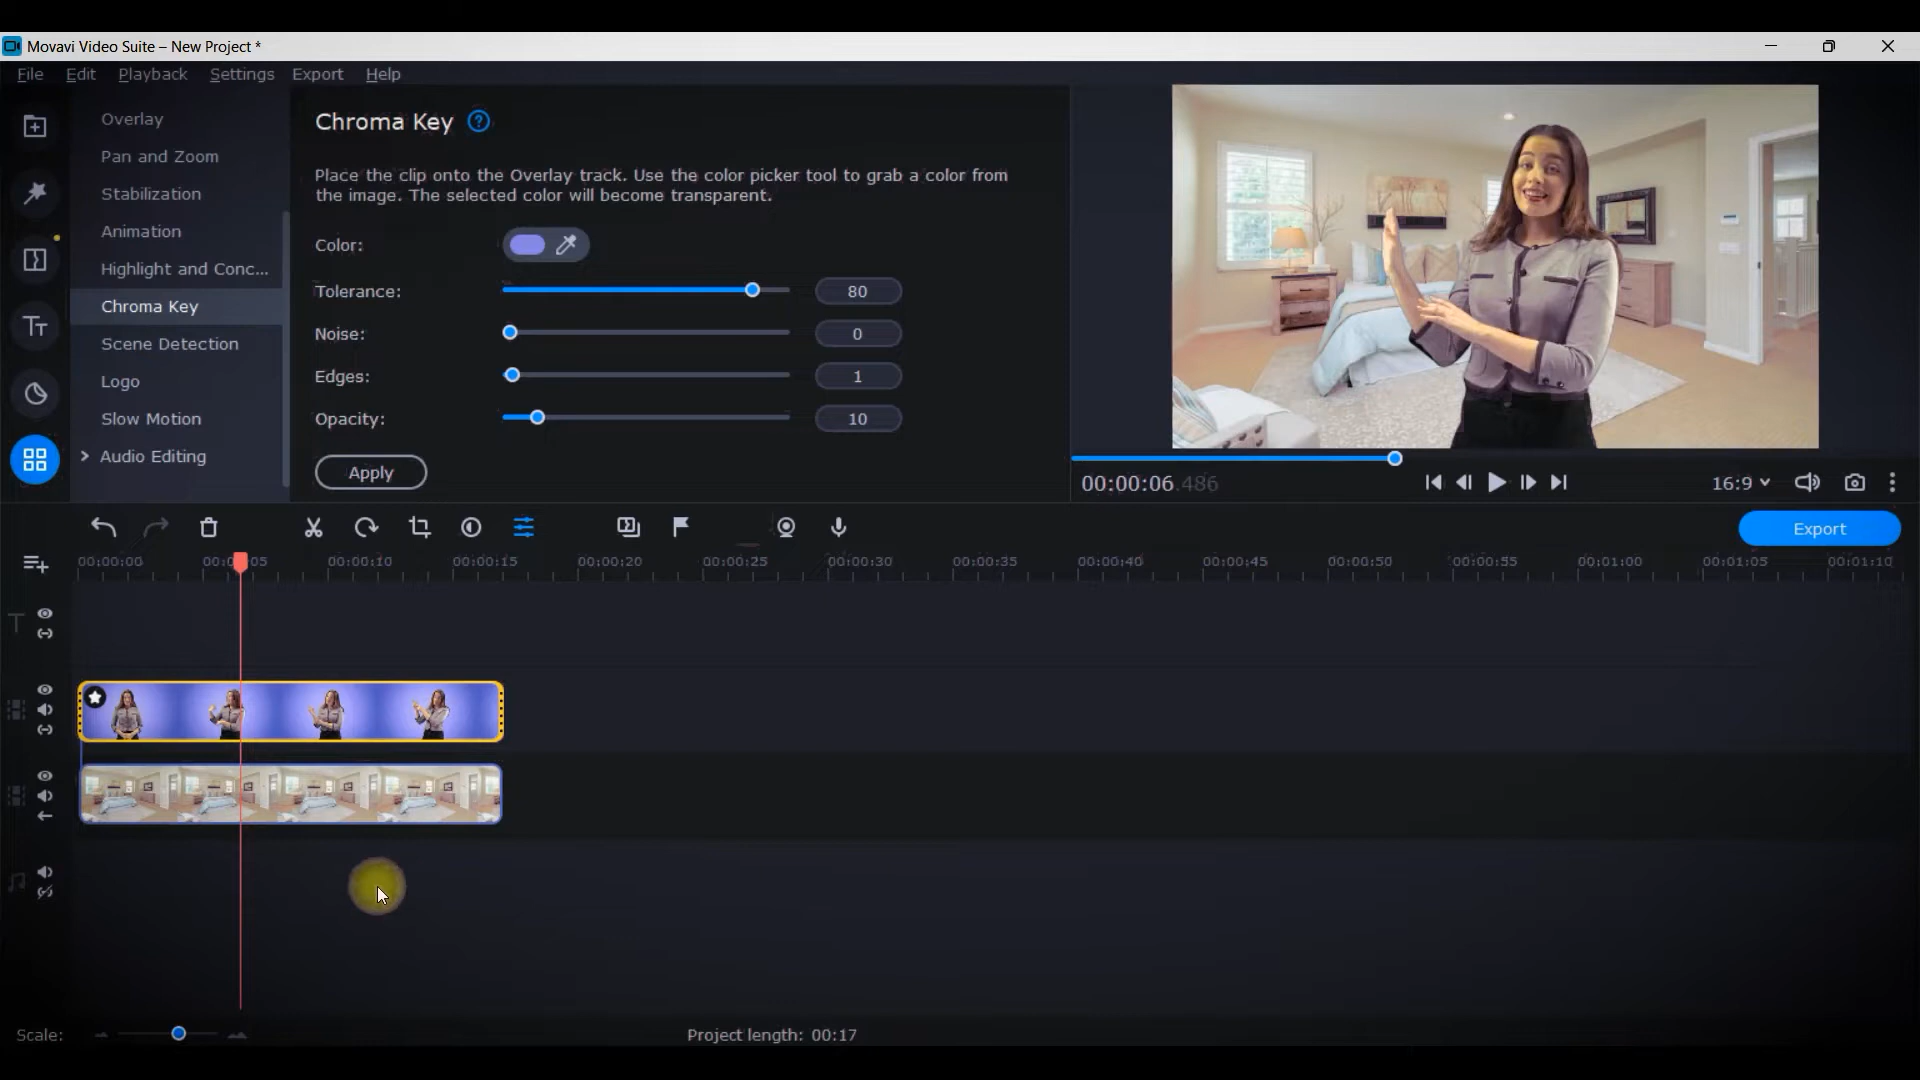 Movavi Video Suite – New Project *
File Edit Playback Settings Export Help
Overlay
Pan and Zoom
Stabilization
Animation
Highlight and Conc...
Chroma Key
Scene Detection
Logo
Slow Motion
Audio Editing
Chroma Key ?
Place the clip onto the Overlay track. Use the color picker tool to grab a color from
the image. The selected color will become transparent.
Color:
Tolerance: 80
Noise: 0
Edges: 1
Opacity: 10
Apply
00:00:06.486
16:9
Export
00:00:00 00:00:05 00:00:10 00:00:15 00:00:20 00:00:25 00:00:30 00:00:35 00:00:40 00:00:45 00:00:50 00:00:55 00:01:00 00:01:05 00:01:10
Scale:
Project length: 00:17